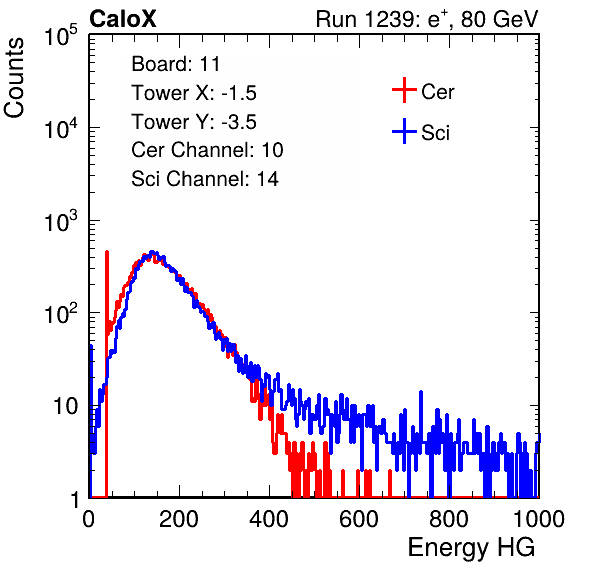 CaloX Run 1239: e⁺, 80 GeV
Counts
Board: 11
Tower X: -1.5
Tower Y: -3.5
Cer Channel: 10
Sci Channel: 14
Cer
Sci
10⁵
10⁴
10³
10²
10
1
0 200 400 600 800 1000
Energy HG